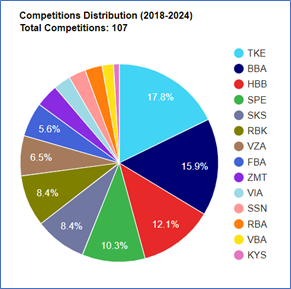 Competitions Distribution (2018-2024)
Total Competitions: 107
TKE
BBA
HBB
SPE
SKS
RBK
VZA
FBA
ZMT
VIA
SSN
RBA
VBA
KYS
17.8%
15.9%
12.1%
10.3%
8.4%
8.4%
6.5%
5.6%